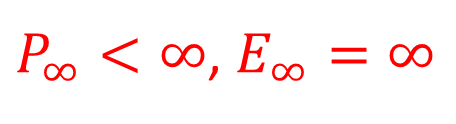 P∞ < ∞, E∞ = ∞